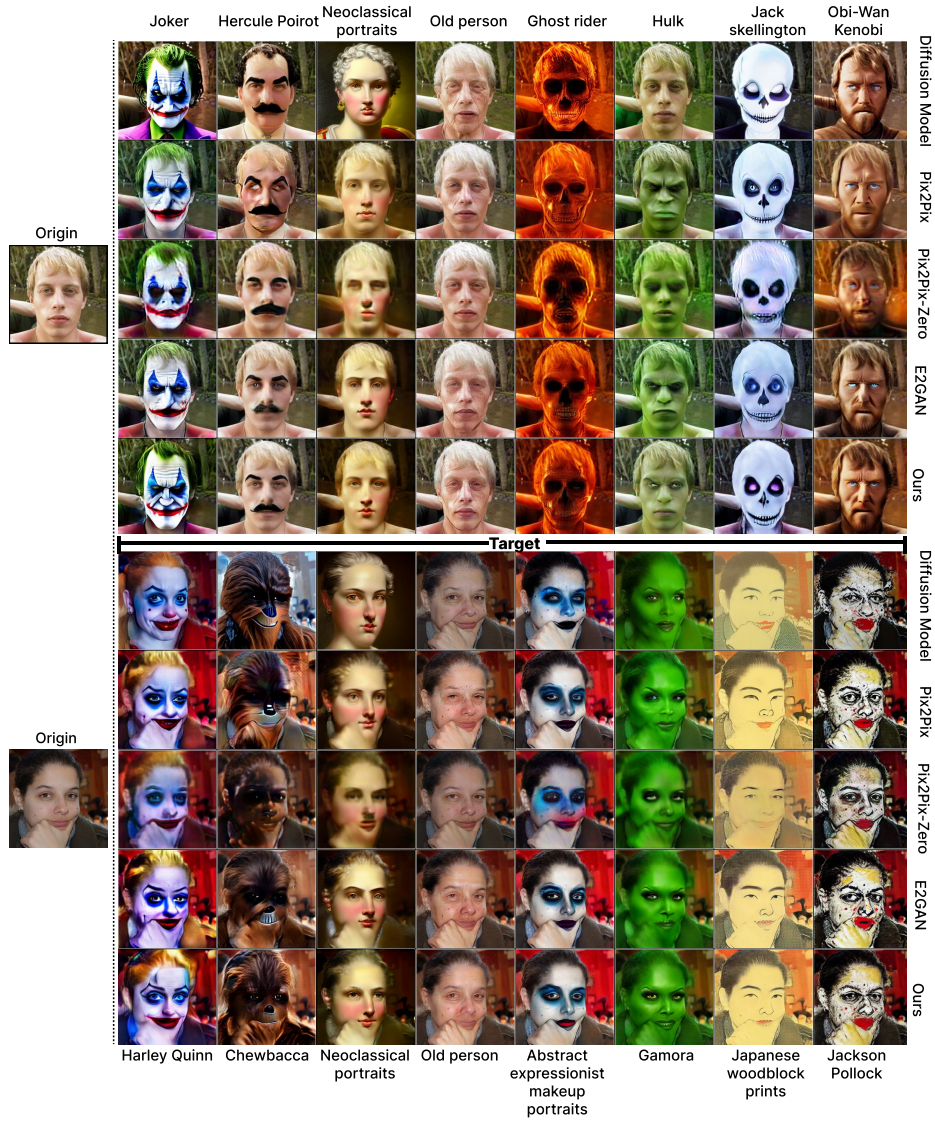 Joker
Hercule Poirot
Neoclassical
portraits
Old person
Ghost rider
Hulk
Jack
skellington
Obi-Wan
Kenobi
Diffusion Model
Pix2Pix
Origin
Pix2Pix-Zero
E2GAN
Ours
Target
Diffusion Model
Pix2Pix
Origin
Pix2Pix-Zero
E2GAN
Ours
Harley Quinn
Chewbacca
Neoclassical
portraits
Old person
Abstract
expressionist
makeup
portraits
Gamora
Japanese
woodblock
prints
Jackson
Pollock